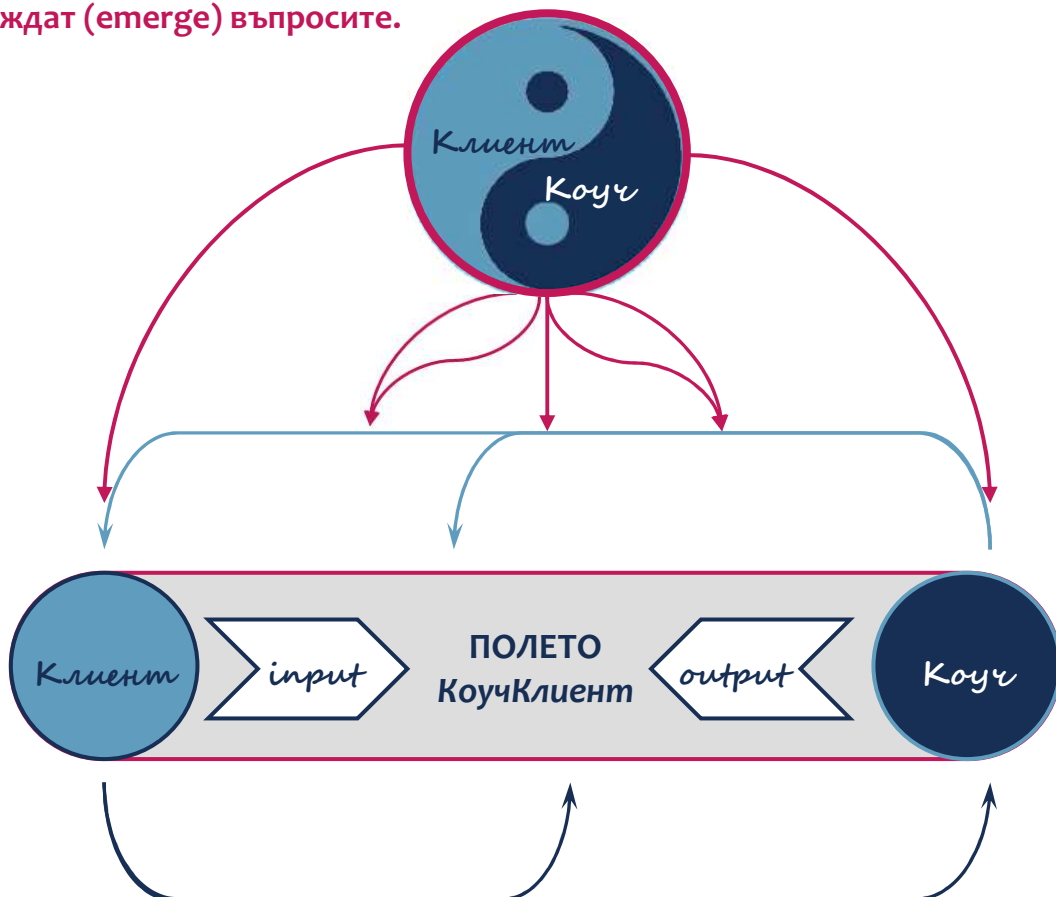 ждат (emerge) въпросите.
Клиент
Коуч
ПОЛЕТО
КоучКлиент
Клиент
input
output
Коуч